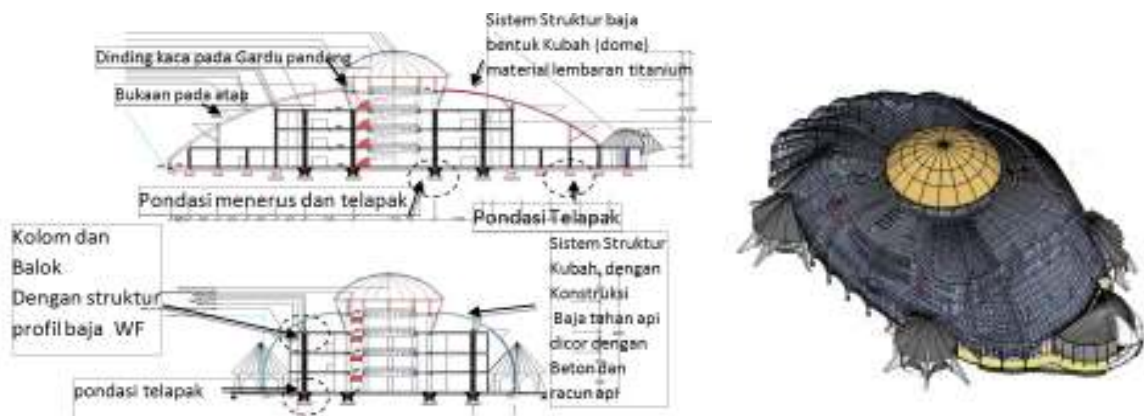 Sistem Struktur baja
bentuk Kubah (dome)
material lembaran titanium
Dinding kaca pada Gardu pandang
Bukaan pada atap
Pondasi menerus dan telapak
Pondasi Telapak
Kolom dan
Balok
Dengan struktur
profil baja WF
pondasi telapak
Sistem Struktur
Kubah, dengan
Konstruksi
Baja tahan api
dicor dengan
Beton dan
racun api